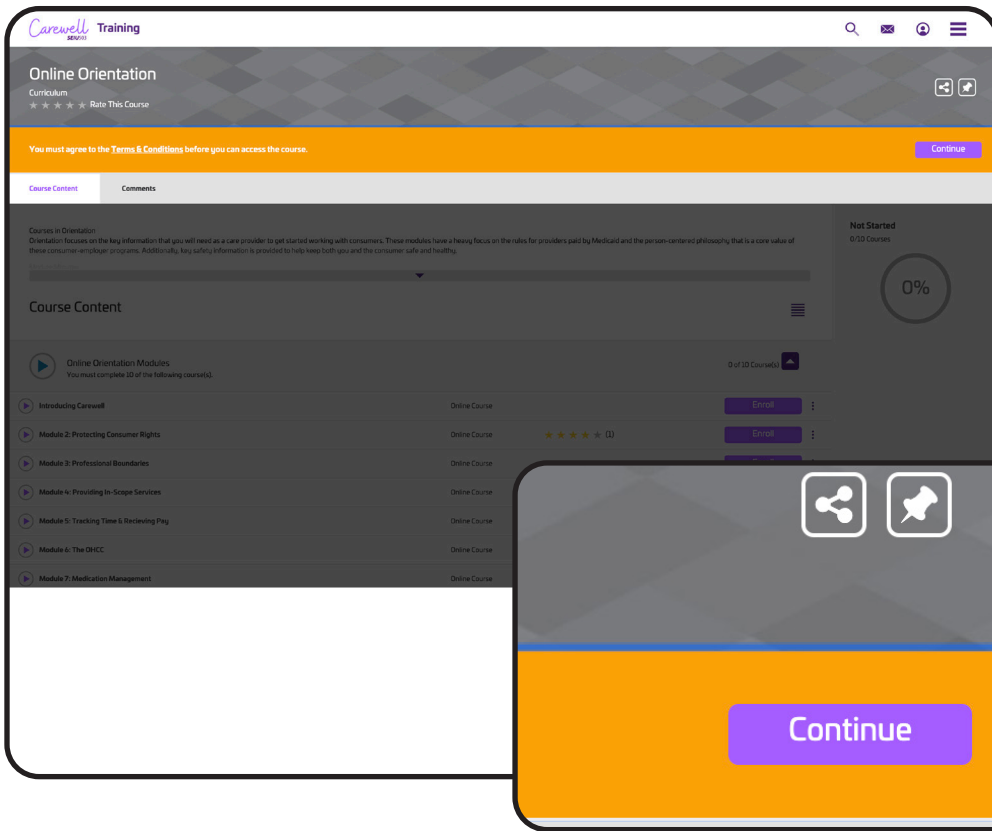 Carewell Training
SEIU 503
Online Orientation
Curriculum
Rate This Course
You must agree to the Terms & Conditions before you can access the course.
Continue
Course Content
Comments
Courses in Orientation
Orientation focuses on the key information that you will need as a care provider to get started working with consumers. These modules have a heavy focus on the rules for providers paid by Medicaid and the person-centered philosophy that is a core value of
these consumer-employer programs. Additionally, key safety information is provided to help keep both you and the consumer safe and healthy.
Not Started
0/10 Courses
0%
Course Content
Online Orientation Modules
You must complete 10 of the following course(s).
0 of 10 Course(s)
Introducing Carewell Online Course Enroll
Module 2: Protecting Consumer Rights Online Course (1) Enroll
Module 3: Professional Boundaries Online Course
Module 4: Providing In-Scope Services Online Course
Module 5: Tracking Time & Recieving Pay Online Course
Module 6: The OHCC Online Course
Module 7: Medication Management Online Course
Continue